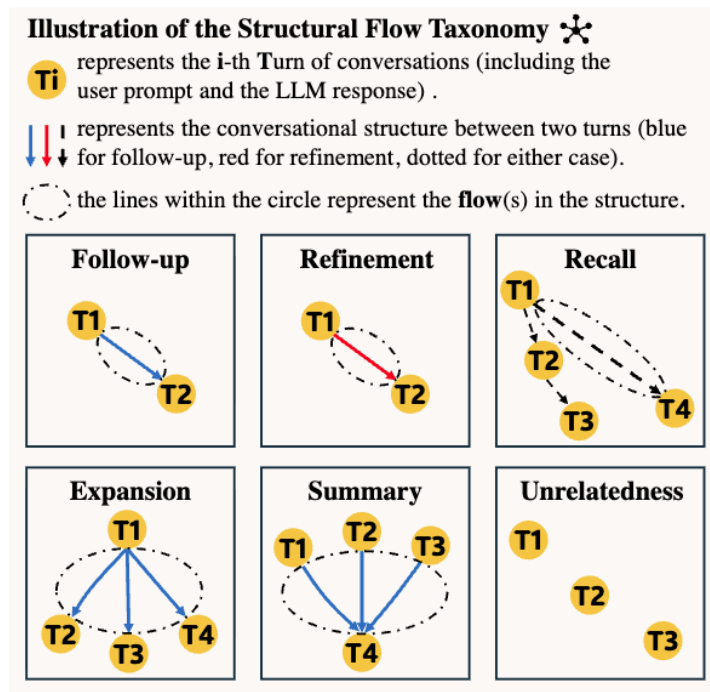 Illustration of the Structural Flow Taxonomy
Ti
represents the i-th Turn of conversations (including the
user prompt and the LLM response) .
represents the conversational structure between two turns (blue
for follow-up, red for refinement, dotted for either case).
the lines within the circle represent the flow(s) in the structure.
Follow-up
T1
T2
Refinement
T1
T2
Recall
T1
T2
T3
T4
Expansion
T1
T2
T3
T4
Summary
T1
T2
T3
T4
Unrelatedness
T1
T2
T3